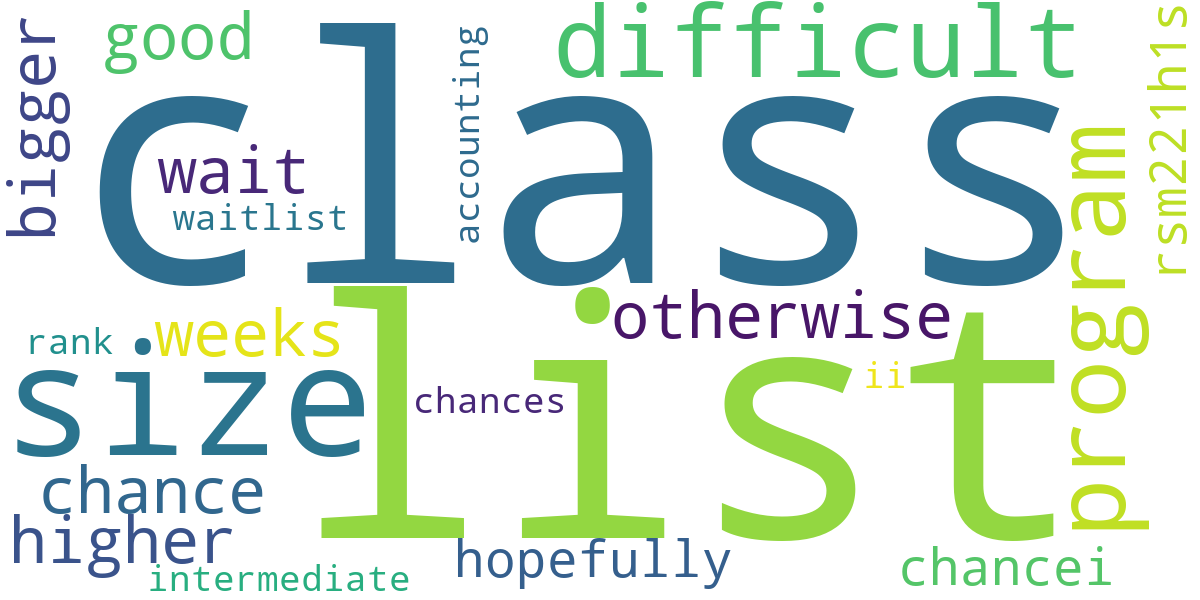 good
difficult
bigger
class
accounting
rsm221h1s
wait
waitlist
program
list
otherwise
weeks
rank
size
chances
ii
chance
higher
hopefully
chancei
intermediate